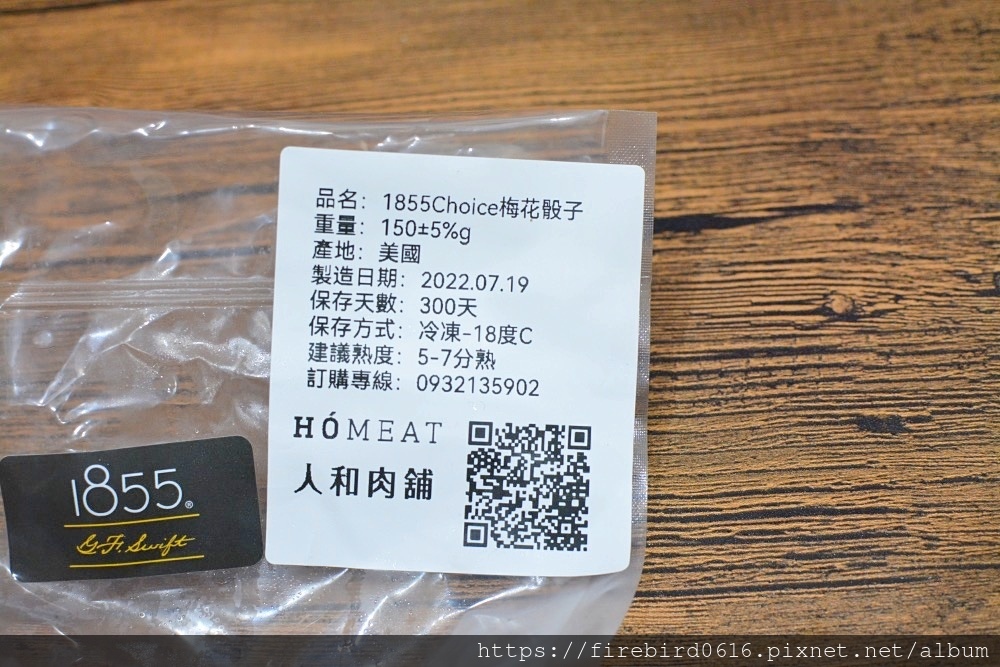 品名：1855Choice梅花骰子
重量：150±5%g
產地：美國
製造日期：2022.07.19
保存天數：300天
保存方式：冷凍-18度C
建議熟度：5-7分熟
訂購專線：0932135902
HÓMEAT
人和肉舖
1855®
G.F. Swift
https://firebird0616.pixnet.net/album